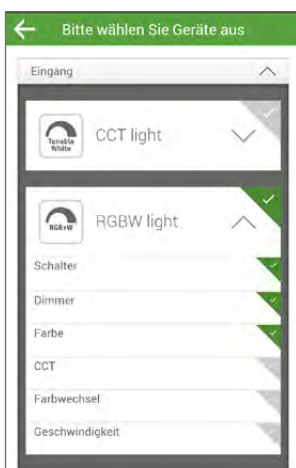 Bitte wählen Sie Geräte aus
Eingang
Tunable
White
CCT light
RGB+W
RGBW light
Schalter
Dimmer
Farbe
CCT
Farbwechsel
Geschwindigkeit